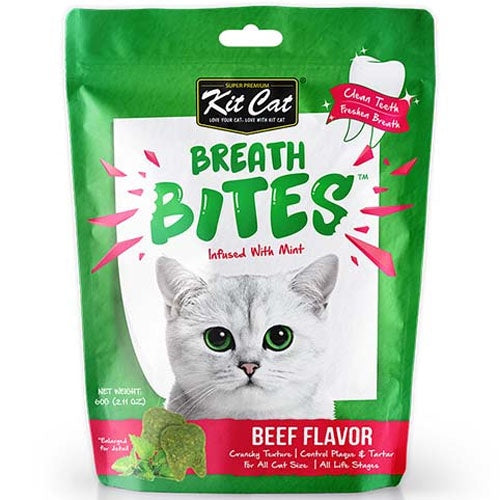 SUPER PREMIUM
Kit Cat
LOVE YOUR CAT, LOVE WITH KIT CAT
Clean Teeth
Freshen Breath
BREATH
BITES™
Infused With Mint
NET WEIGHT:
60G (2.11 OZ)
*Enlarged
for detail
BEEF FLAVOR
Crunchy Texture | Control Plaque & Tartar
For All Cat Size | All Life Stages